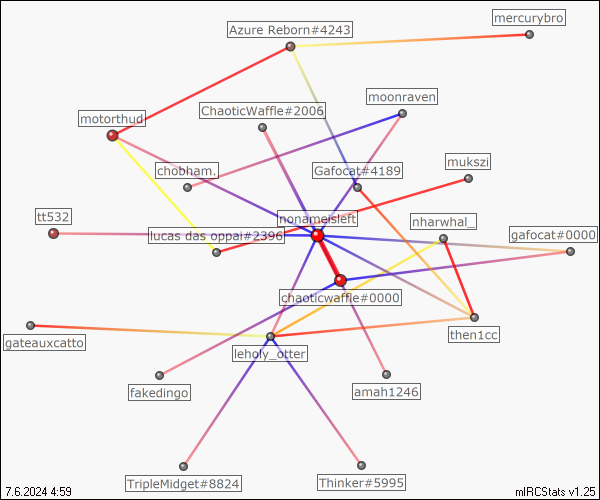 mercurybro
Azure Reborn#4243
moonraven
ChaoticWaffle#2006
motorthud
mukszi
chobham.
Gafocat#4189
tt532
nonameisleft
nharwhal_
lucas das oppai#2396
gafocat#0000
chaoticwaffle#0000
gateauxcatto
leholy_otter
then1cc
fakedingo
amah1246
TripleMidget#8824
Thinker#5995
7.6.2024 4:59
mIRCStats v1.25